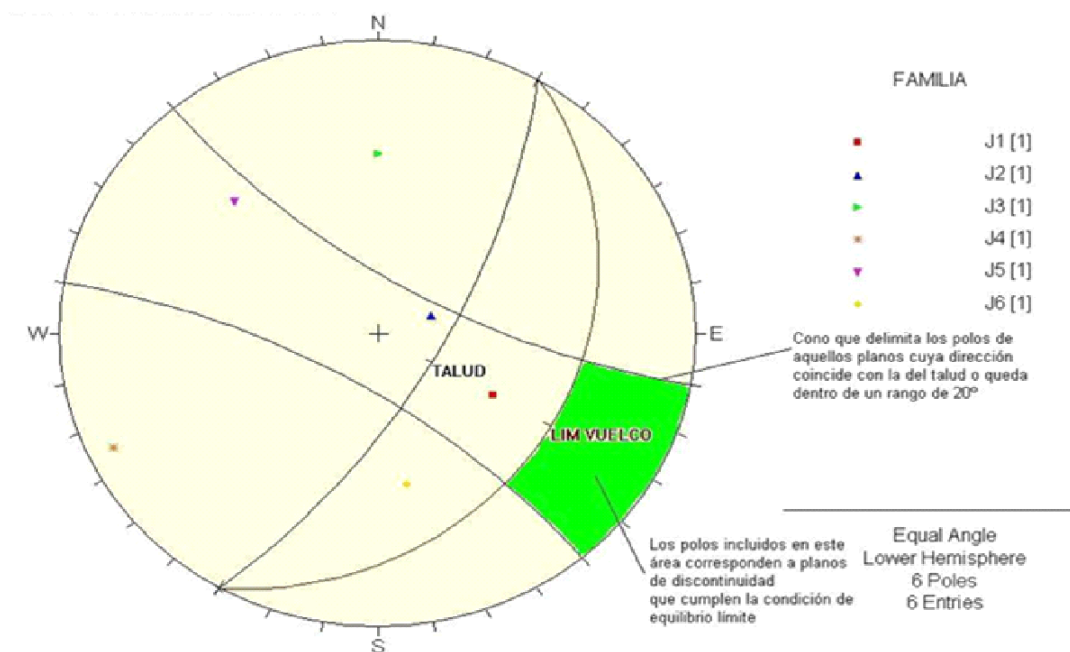 N
FAMILIA
J1 [1]
J2 [1]
J3 [1]
J4 [1]
J5 [1]
J6 [1]
W
E
Cono que delimita los polos de
aquellos planos cuya dirección
coincide con la del talud o queda
dentro de un rango de 20º
TALUD
LIM VUELCO
Los polos incluidos en este
área corresponden a planos
de discontinuidad
que cumplen la condición de
equilibrio límite
Equal Angle
Lower Hemisphere
6 Poles
6 Entries
S